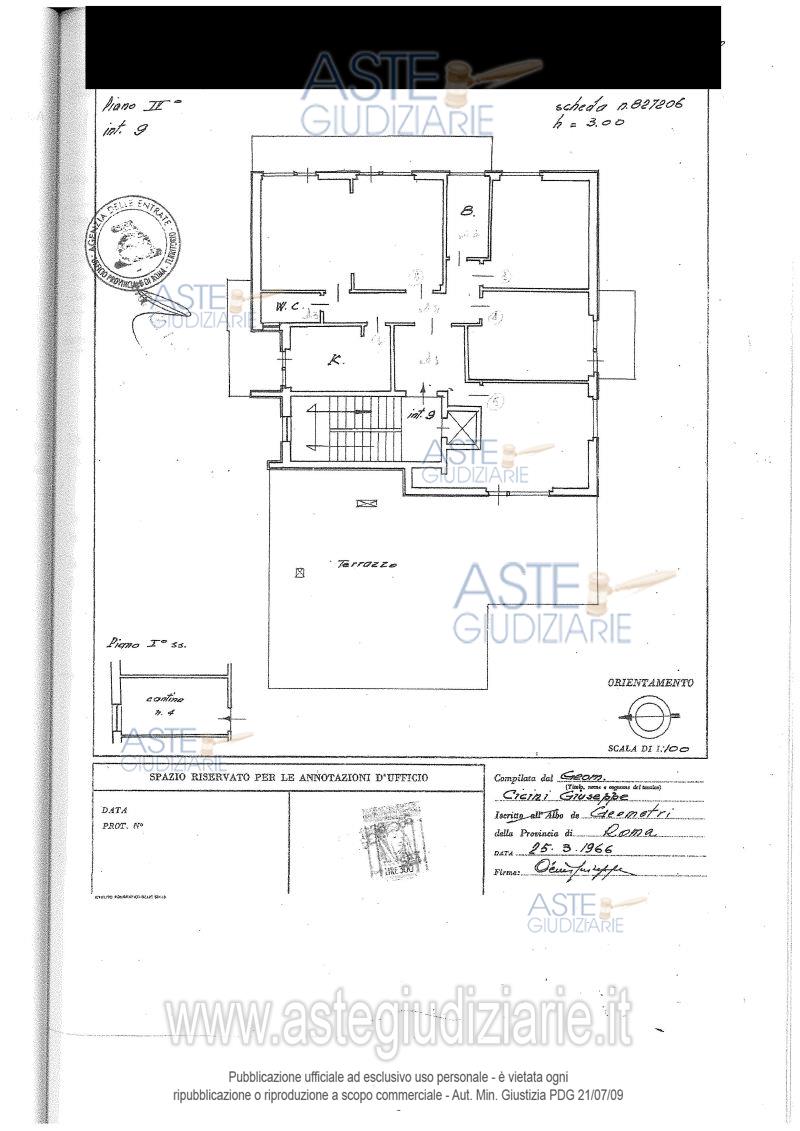 ASTE
GIUDIZIARIE
Piano II°
int. 9
scheda n.827206
h = 3.00
AGENZIA DELLE ENTRATE
UFFICIO PROVINCIALE DI ROMA - TERRITORIO
B.
ASTE
GIUDIZIARIE
W.C.
K.
int. 9
ASTE
GIUDIZIARIE
Terrazzo
ASTE
GIUDIZIARIE
Piano I° ss.
cantina
n. 4
ASTE
GIUDIZIARIE
ORIENTAMENTO
SCALA DI 1:100
SPAZIO RISERVATO PER LE ANNOTAZIONI D'UFFICIO
DATA
PROT. N°
LIRE 300
Compilata dal Geom.
(Titolo, nome e cognome del tecnico)
Cicini Giuseppe
Iscritto all'Albo de Geometri
della Provincia di Roma
DATA 25.3.1966
Firma:
ASTE
GIUDIZIARIE
www.astegiudiziarie.it
Pubblicazione ufficiale ad esclusivo uso personale - è vietata ogni
ripubblicazione o riproduzione a scopo commerciale - Aut. Min. Giustizia PDG 21/07/09